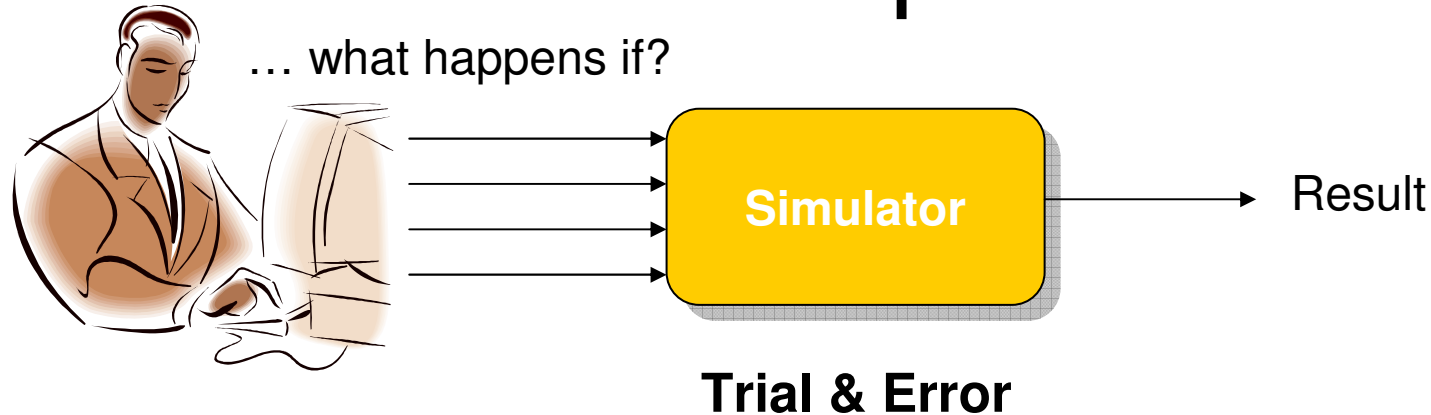 … what happens if?
Simulator
Result
Trial & Error